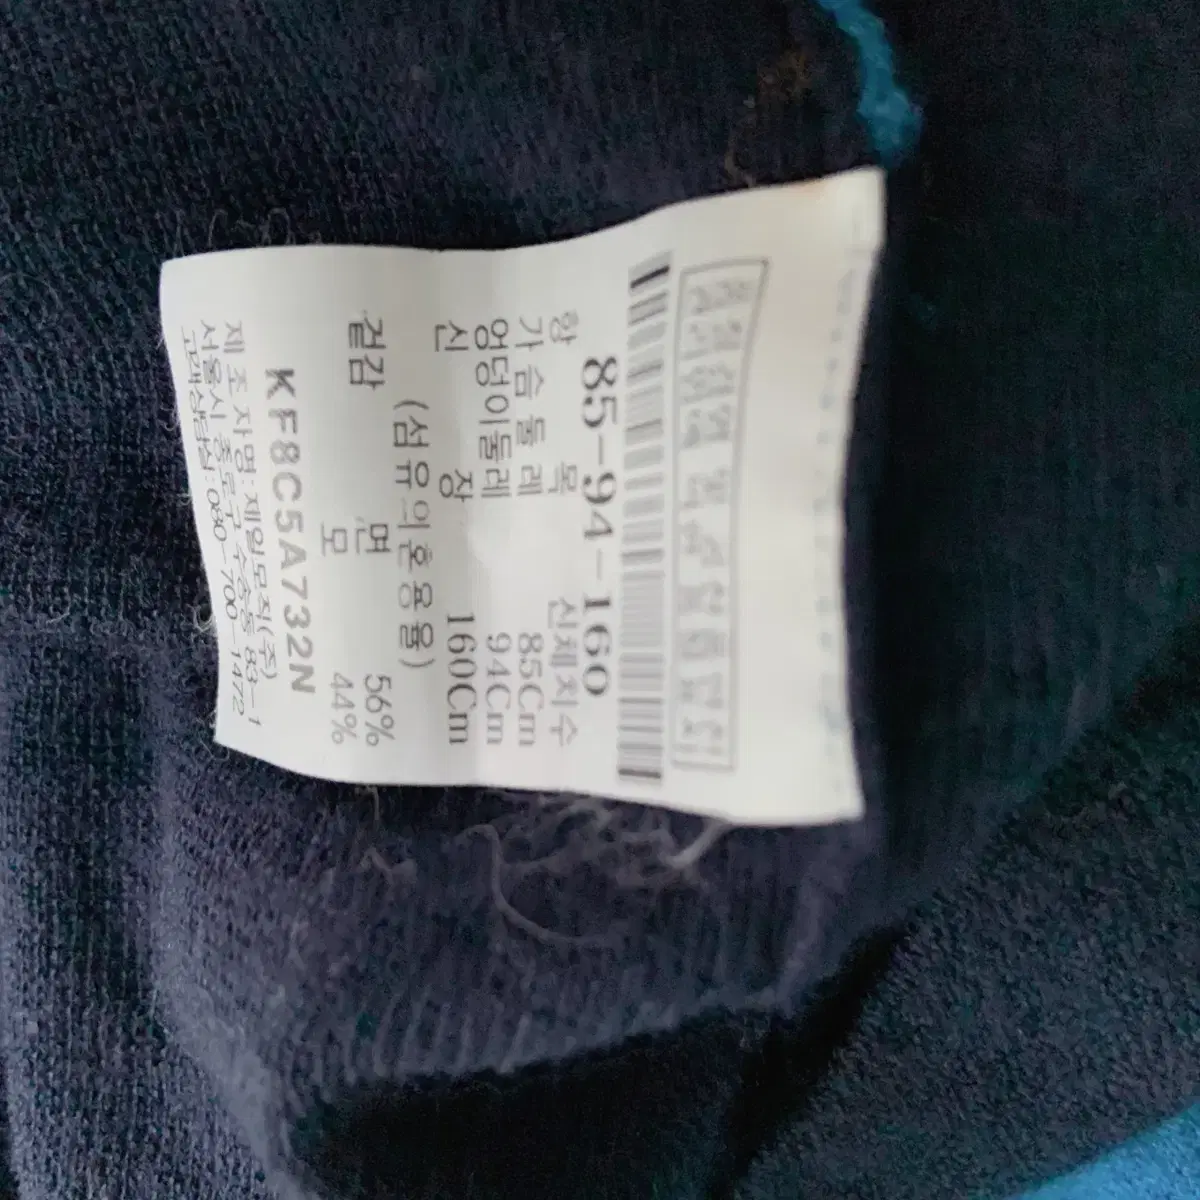 85-94-160
항 목 신체치수
가슴둘레 85Cm
엉덩이둘레 94Cm
신 장 160Cm
(섬유의혼용율)
겉감 면 56%
모 44%
KF8C5A732N
제조자명:제일모직(주)
서울시 종로구 수송동 83-1
고객상담실:080-700-1472